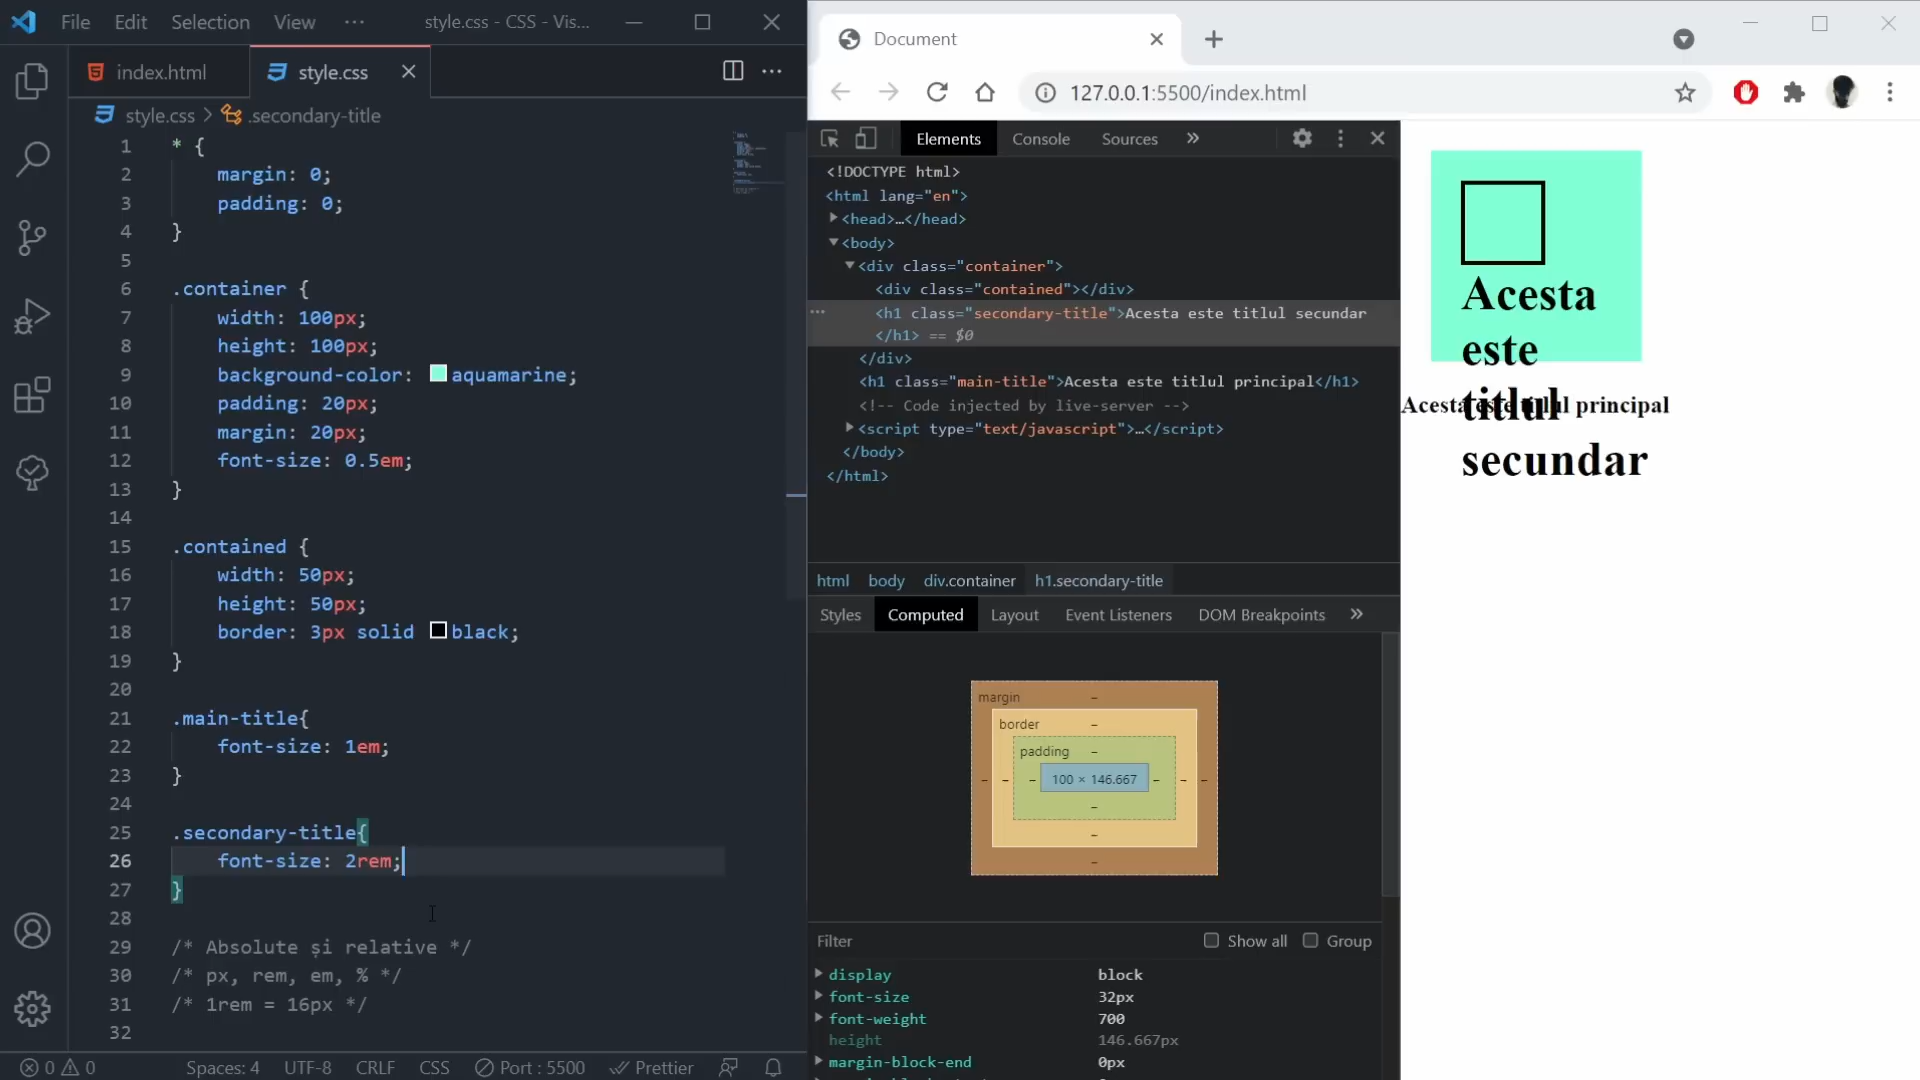 File Edit Selection View ··· style.css - CSS - Vis...
index.html style.css
style.css > .secondary-title
1 * {
2 margin: 0;
3 padding: 0;
4 }
5
6 .container {
7 width: 100px;
8 height: 100px;
9 background-color: aquamarine;
10 padding: 20px;
11 margin: 20px;
12 font-size: 0.5em;
13 }
14
15 .contained {
16 width: 50px;
17 height: 50px;
18 border: 3px solid black;
19 }
20
21 .main-title{
22 font-size: 1em;
23 }
24
25 .secondary-title{
26 font-size: 2rem;
27 }
28
29 /* Absolute și relative */
30 /* px, rem, em, % */
31 /* 1rem = 16px */
32
0 0 Spaces: 4 UTF-8 CRLF CSS Port : 5500 Prettier
Document
127.0.0.1:5500/index.html
Elements Console Sources »
<!DOCTYPE html>
<html lang="en">
<head>…</head>
<body>
<div class="container">
<div class="contained"></div>
··· <h1 class="secondary-title">Acesta este titlul secundar
</h1> == $0
</div>
<h1 class="main-title">Acesta este titlul principal</h1>
<!-- Code injected by live-server -->
<script type="text/javascript">…</script>
</body>
</html>
html body div.container h1.secondary-title
Styles Computed Layout Event Listeners DOM Breakpoints »
margin –
border –
padding –
– – – 100 × 146.667 – – –
–
–
–
Filter Show all Group
display block
font-size 32px
font-weight 700
height 146.667px
margin-block-end 0px
Acesta
este
titlul
secundar
Acesta este titlul principal